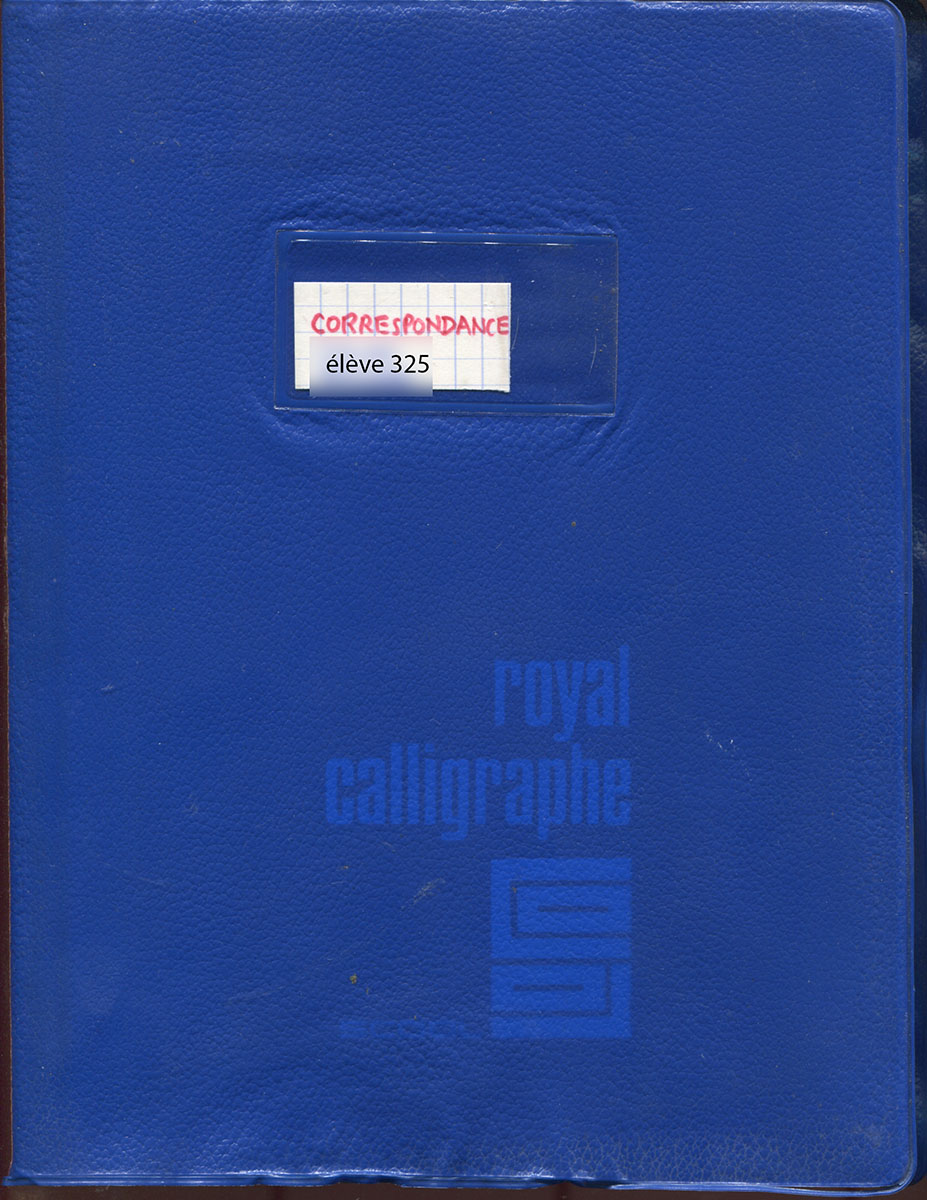 CORRESPONDANCE
élève 325
royal
calligraphe